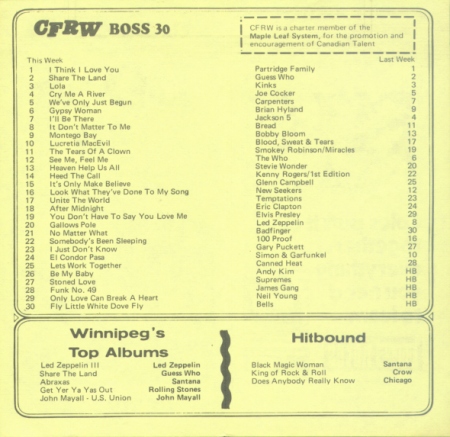 CFRW BOSS 30
CFRW is a charter member of the
Maple Leaf System, for the promotion and
encouragement of Canadian Talent
This Week Last Week
1 I Think I Love You Partridge Family 1
2 Share The Land Guess Who 2
3 Lola Kinks 3
4 Cry Me A River Joe Cocker 5
5 We've Only Just Begun Carpenters 7
6 Gypsy Woman Brian Hyland 9
7 I'll Be There Jackson 5 4
8 It Don't Matter To Me Bread 11
9 Montego Bay Bobby Bloom 13
10 Lucretia MacEvil Blood, Sweat & Tears 17
11 The Tears Of A Clown Smokey Robinson/Miracles 19
12 See Me, Feel Me The Who 6
13 Heaven Help Us All Stevie Wonder 20
14 Heed The Call Kenny Rogers/1st Edition 22
15 It's Only Make Believe Glenn Campbell 25
16 Look What They've Done To My Song New Seekers 12
17 Unite The World Temptations 23
18 After Midnight Eric Clapton 24
19 You Don't Have To Say You Love Me Elvis Presley 29
20 Gallows Pole Led Zeppelin 8
21 No Matter What Badfinger 30
22 Somebody's Been Sleeping 100 Proof 16
23 I Just Don't Know Gary Puckett 27
24 El Condor Pasa Simon & Garfunkel 10
25 Lets Work Together Canned Heat 28
26 Be My Baby Andy Kim HB
27 Stoned Love Supremes HB
28 Funk No. 49 James Gang HB
29 Only Love Can Break A Heart Neil Young HB
30 Fly Little White Dove Fly Bells HB
Winnipeg's
Top Albums
Led Zeppelin III Led Zeppelin
Share The Land Guess Who
Abraxas Santana
Get Yer Ya Yas Out Rolling Stones
John Mayall - U.S. Union John Mayall
Hitbound
Black Magic Woman Santana
King of Rock & Roll Crow
Does Anybody Really Know Chicago